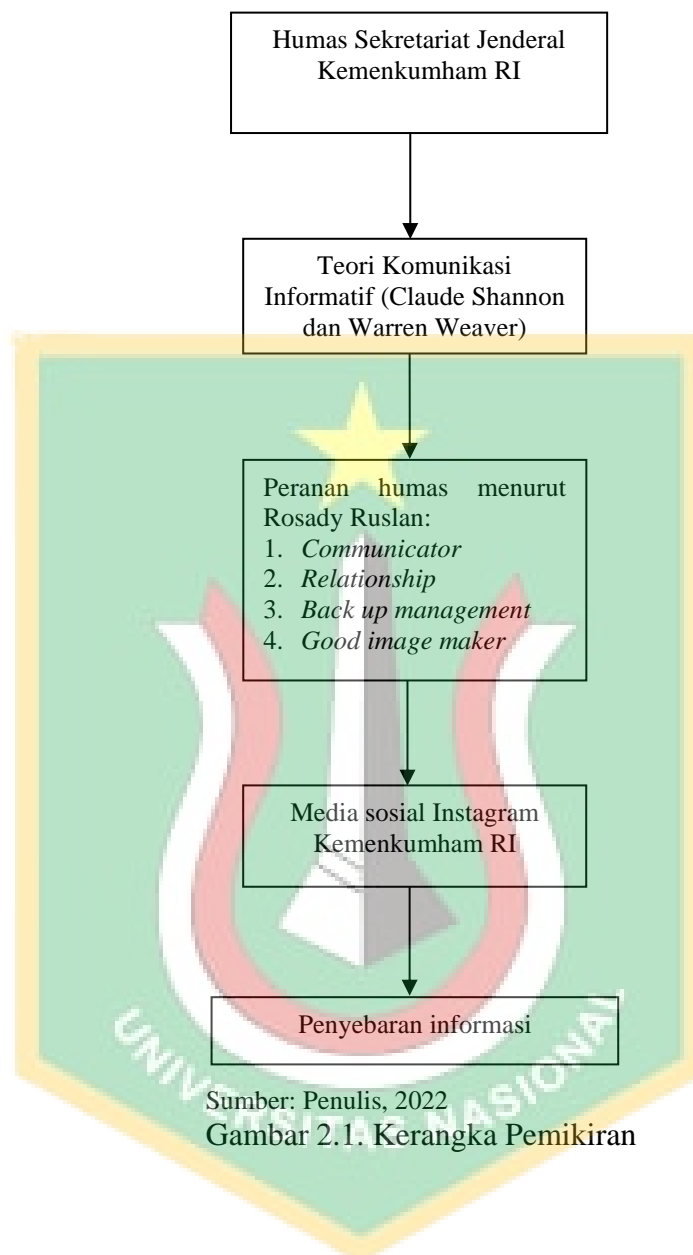 Humas Sekretariat Jenderal
Kemenkumham RI
Teori Komunikasi
Informatif (Claude Shannon
dan Warren Weaver)
Peranan humas menurut
Rosady Ruslan:
1. Communicator
2. Relationship
3. Back up management
4. Good image maker
Media sosial Instagram
Kemenkumham RI
Penyebaran informasi
UNIVERSITAS NASIONAL
Sumber: Penulis, 2022
Gambar 2.1. Kerangka Pemikiran